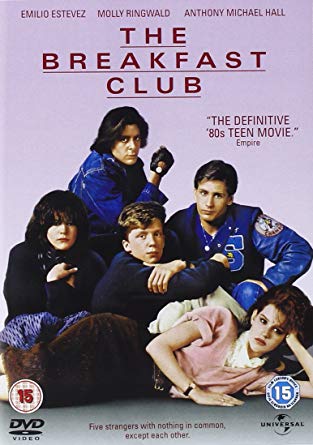 EMILIO ESTEVEZ MOLLY RINGWALD ANTHONY MICHAEL HALL
THE
BREAKFAST
CLUB
"THE DEFINITIVE
'80s TEEN MOVIE."
Empire
S
15
DVD
VIDEO
Five strangers with nothing in common,
except each other.
15
UNIVERSAL